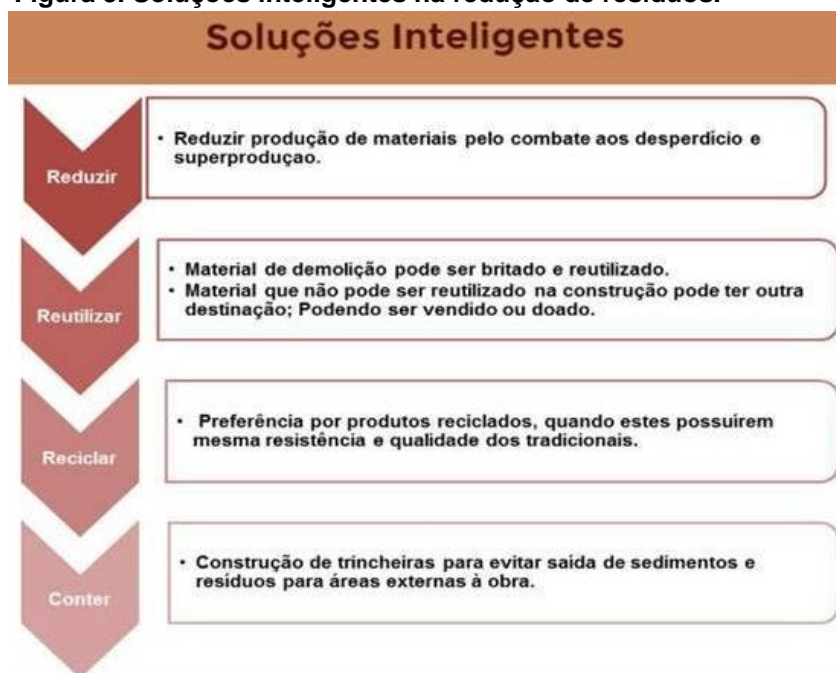 Figura 3. Soluções Inteligentes na redução de resíduos.
Soluções Inteligentes
Reduzir
• Reduzir produção de materiais pelo combate aos desperdício e
superproduçao.
Reutilizar
• Material de demolição pode ser britado e reutilizado.
• Material que não pode ser reutilizado na construção pode ter outra
destinação; Podendo ser vendido ou doado.
Reciclar
• Preferência por produtos reciclados, quando estes possuirem
mesma resistência e qualidade dos tradicionais.
Conter
• Construção de trincheiras para evitar saída de sedimentos e
resíduos para áreas externas à obra.